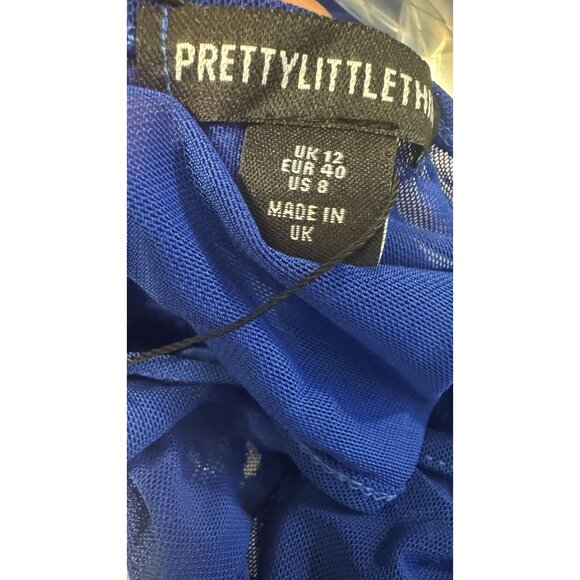 PRETTYLITTLETHI
UK 12
EUR 40
US 8
MADE IN
UK